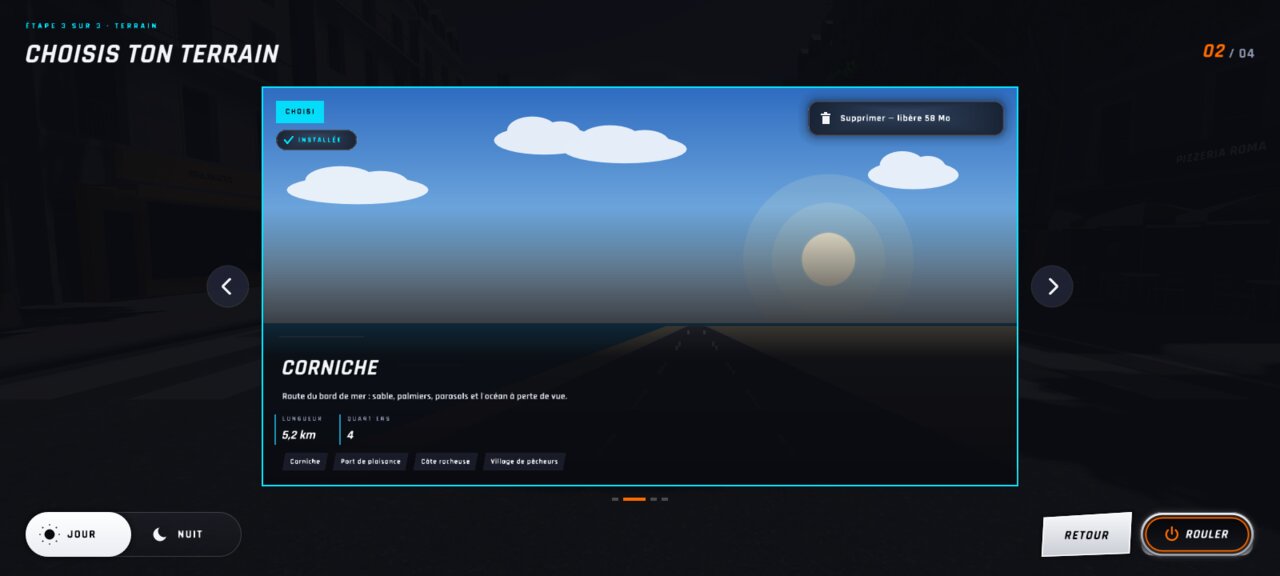 ÉTAPE 3 SUR 3 · TERRAIN
CHOISIS TON TERRAIN
02 / 04
CHOISI
INSTALLÉE
Supprimer – libère 58 Mo
PIZZERIA ROMA
CORNICHE
Route du bord de mer : sable, palmiers, parasols et l'océan à perte de vue.
LONGUEUR
QUARTIERS
5,2 km
4
Corniche
Port de plaisance
Côte rocheuse
Village de pêcheurs
JOUR
NUIT
RETOUR
ROULER